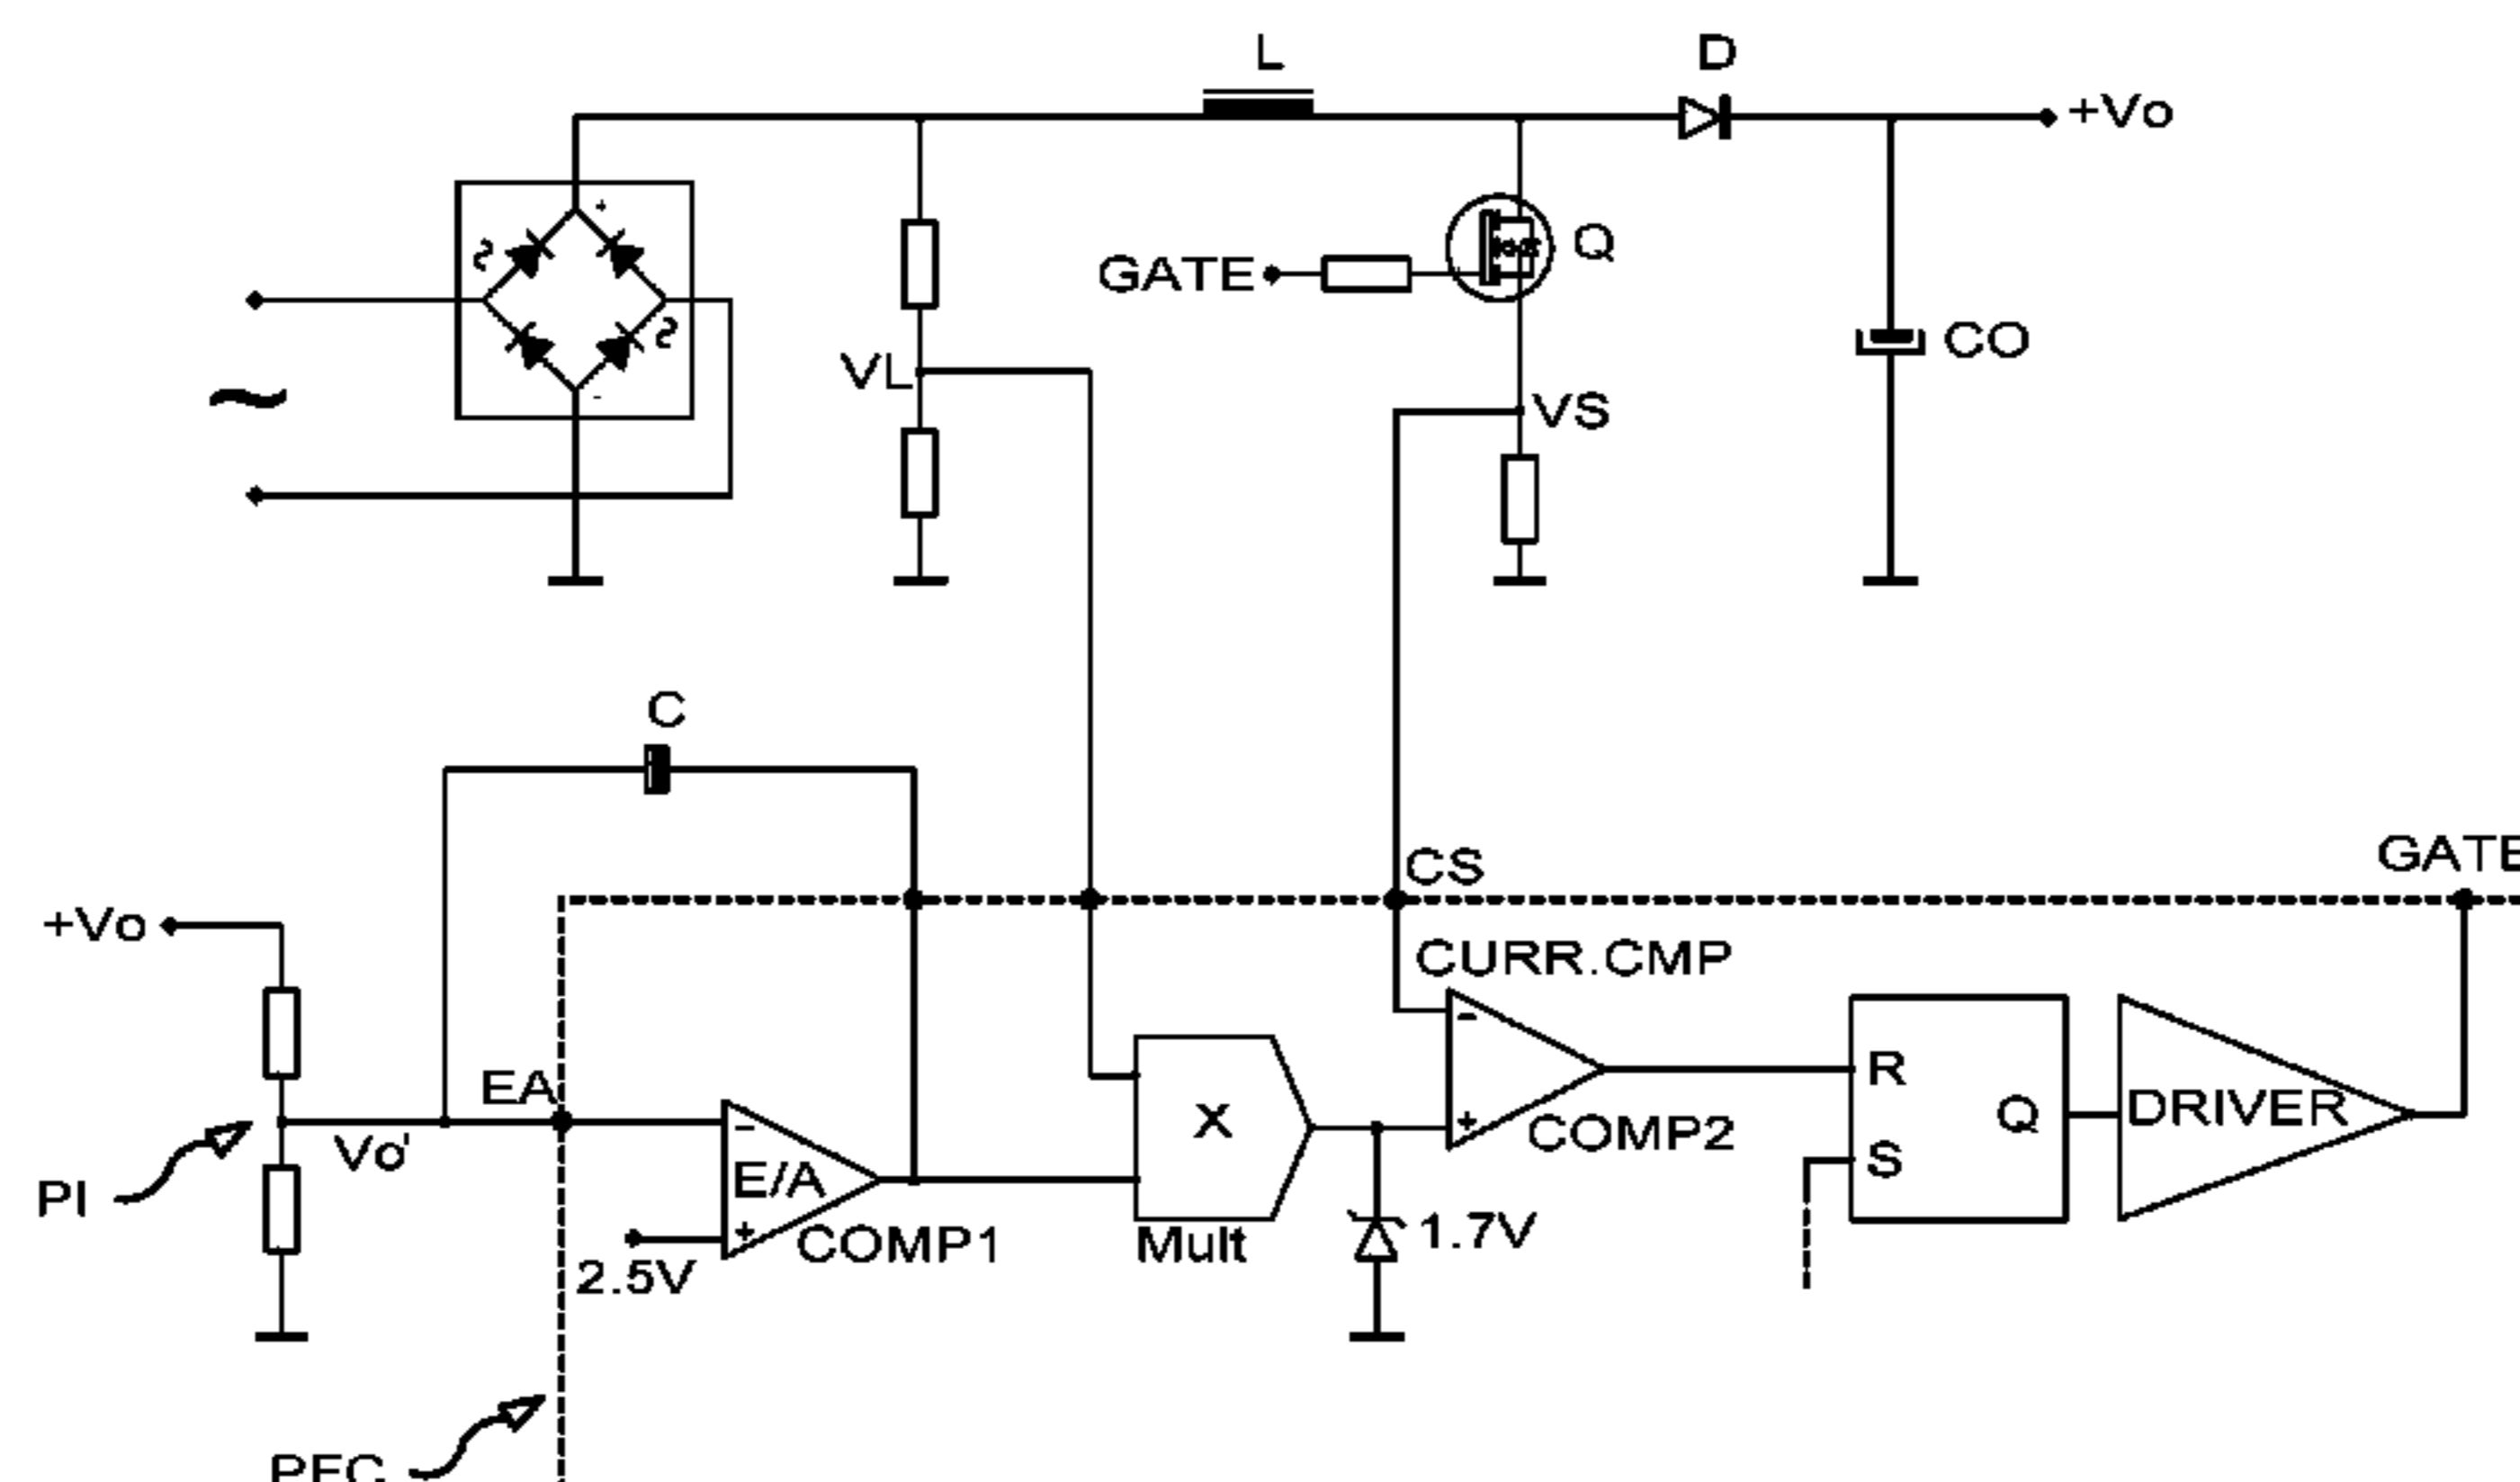 L
D
+Vo
+
~
GATE
Q
~
VL
CO
-
~
VS
C
CS
GATE
+Vo
CURR.CMP
-
EA
R
-
X
Q
DRIVER
Vo'
+
COMP2
S
PI
E/A
+
COMP1
Mult
1.7V
2.5V
PFC